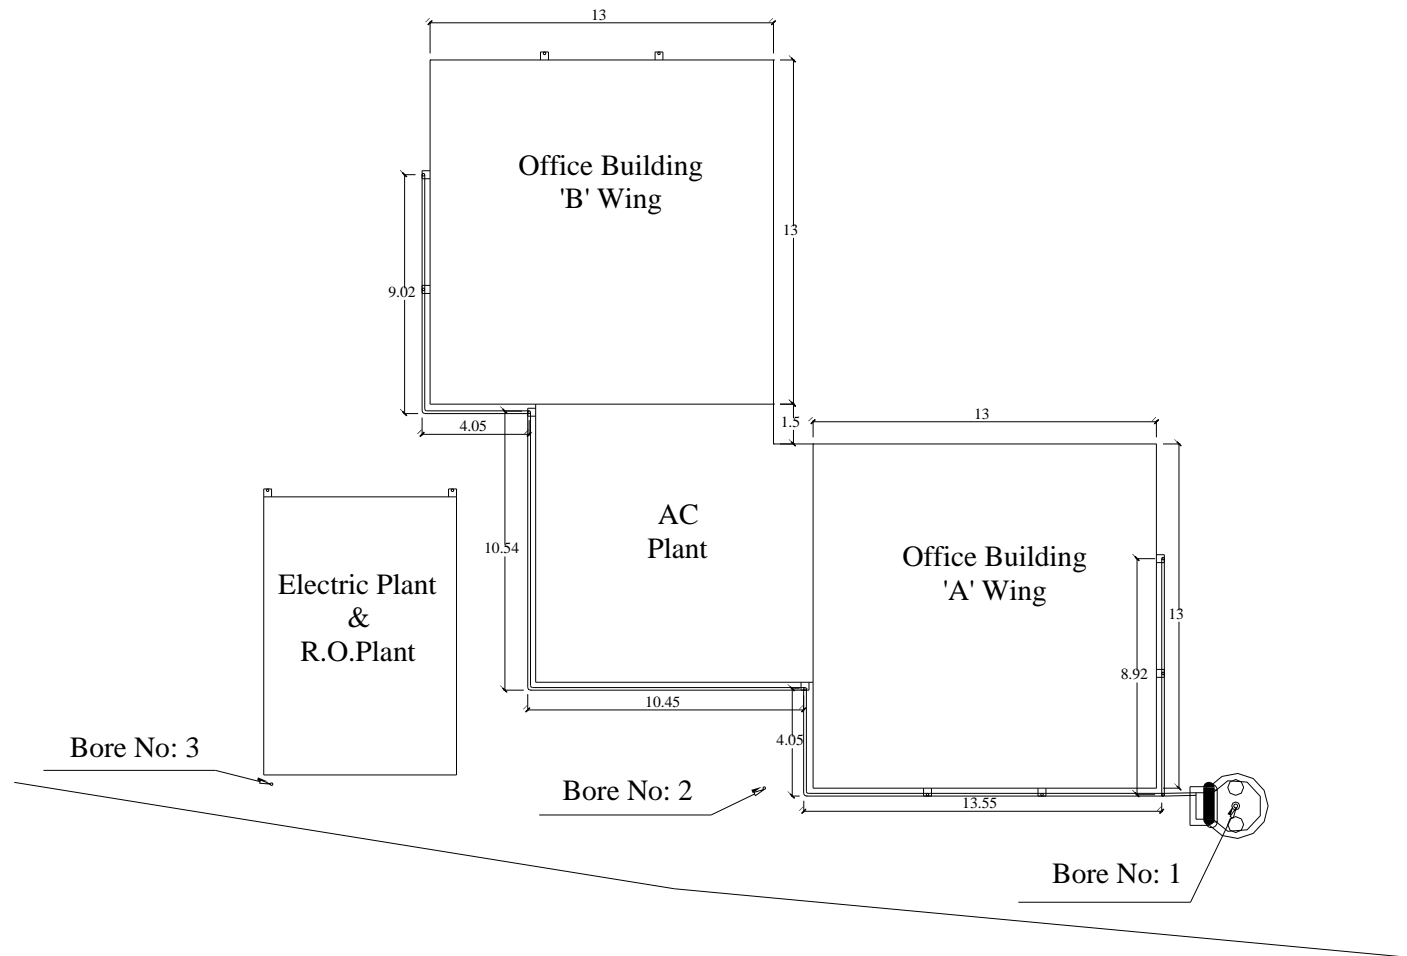 13
Office Building
'B' Wing
13
9.02
4.05
1.5
13
AC
Plant
10.54
Office Building
'A' Wing
Electric Plant
&
R.O.Plant
13
8.92
10.45
4.05
Bore No: 3
Bore No: 2
13.55
Bore No: 1